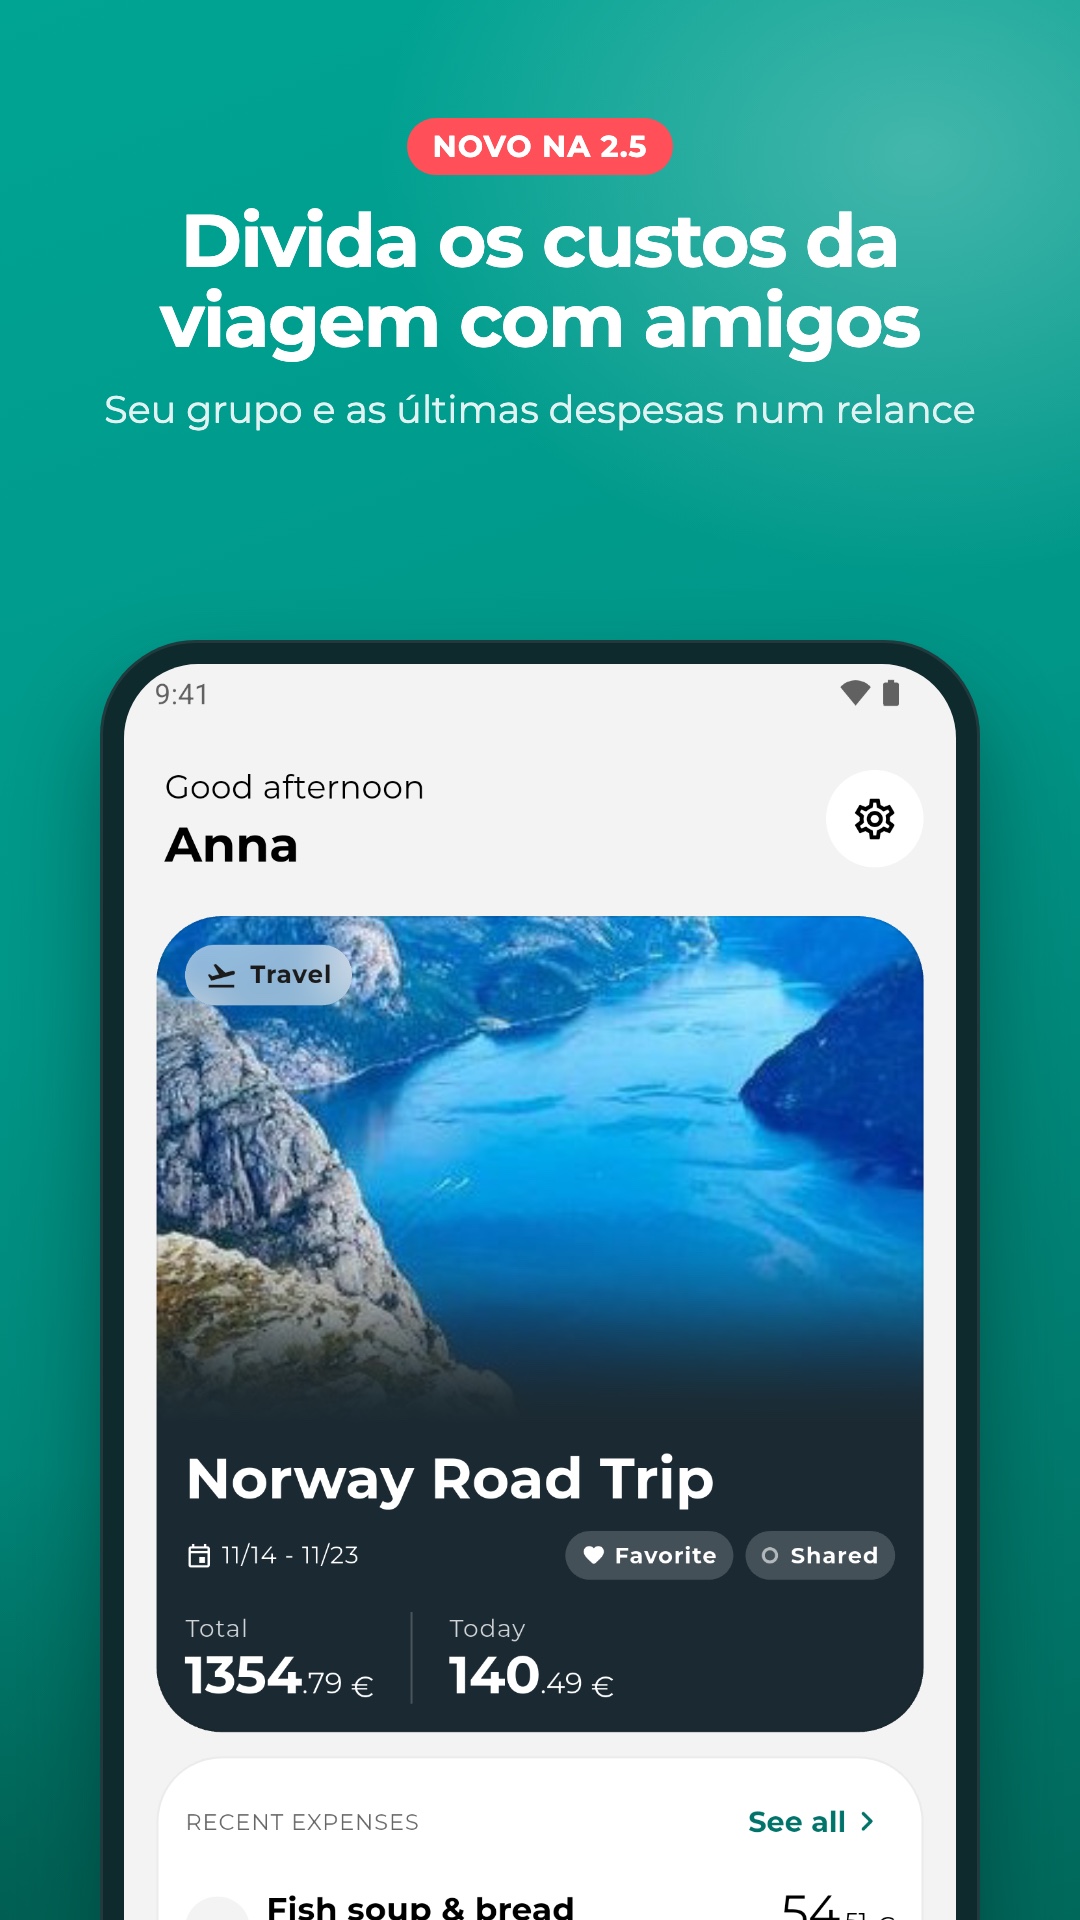 NOVO NA 2.5
Divida os custos da
viagem com amigos
Seu grupo e as últimas despesas num relance
9:41
Good afternoon
Anna
Travel
Norway Road Trip
11/14 - 11/23
Favorite
Shared
Total
Today
1354.79 €
140.49 €
RECENT EXPENSES
See all
Fish soup & bread
54.51 €